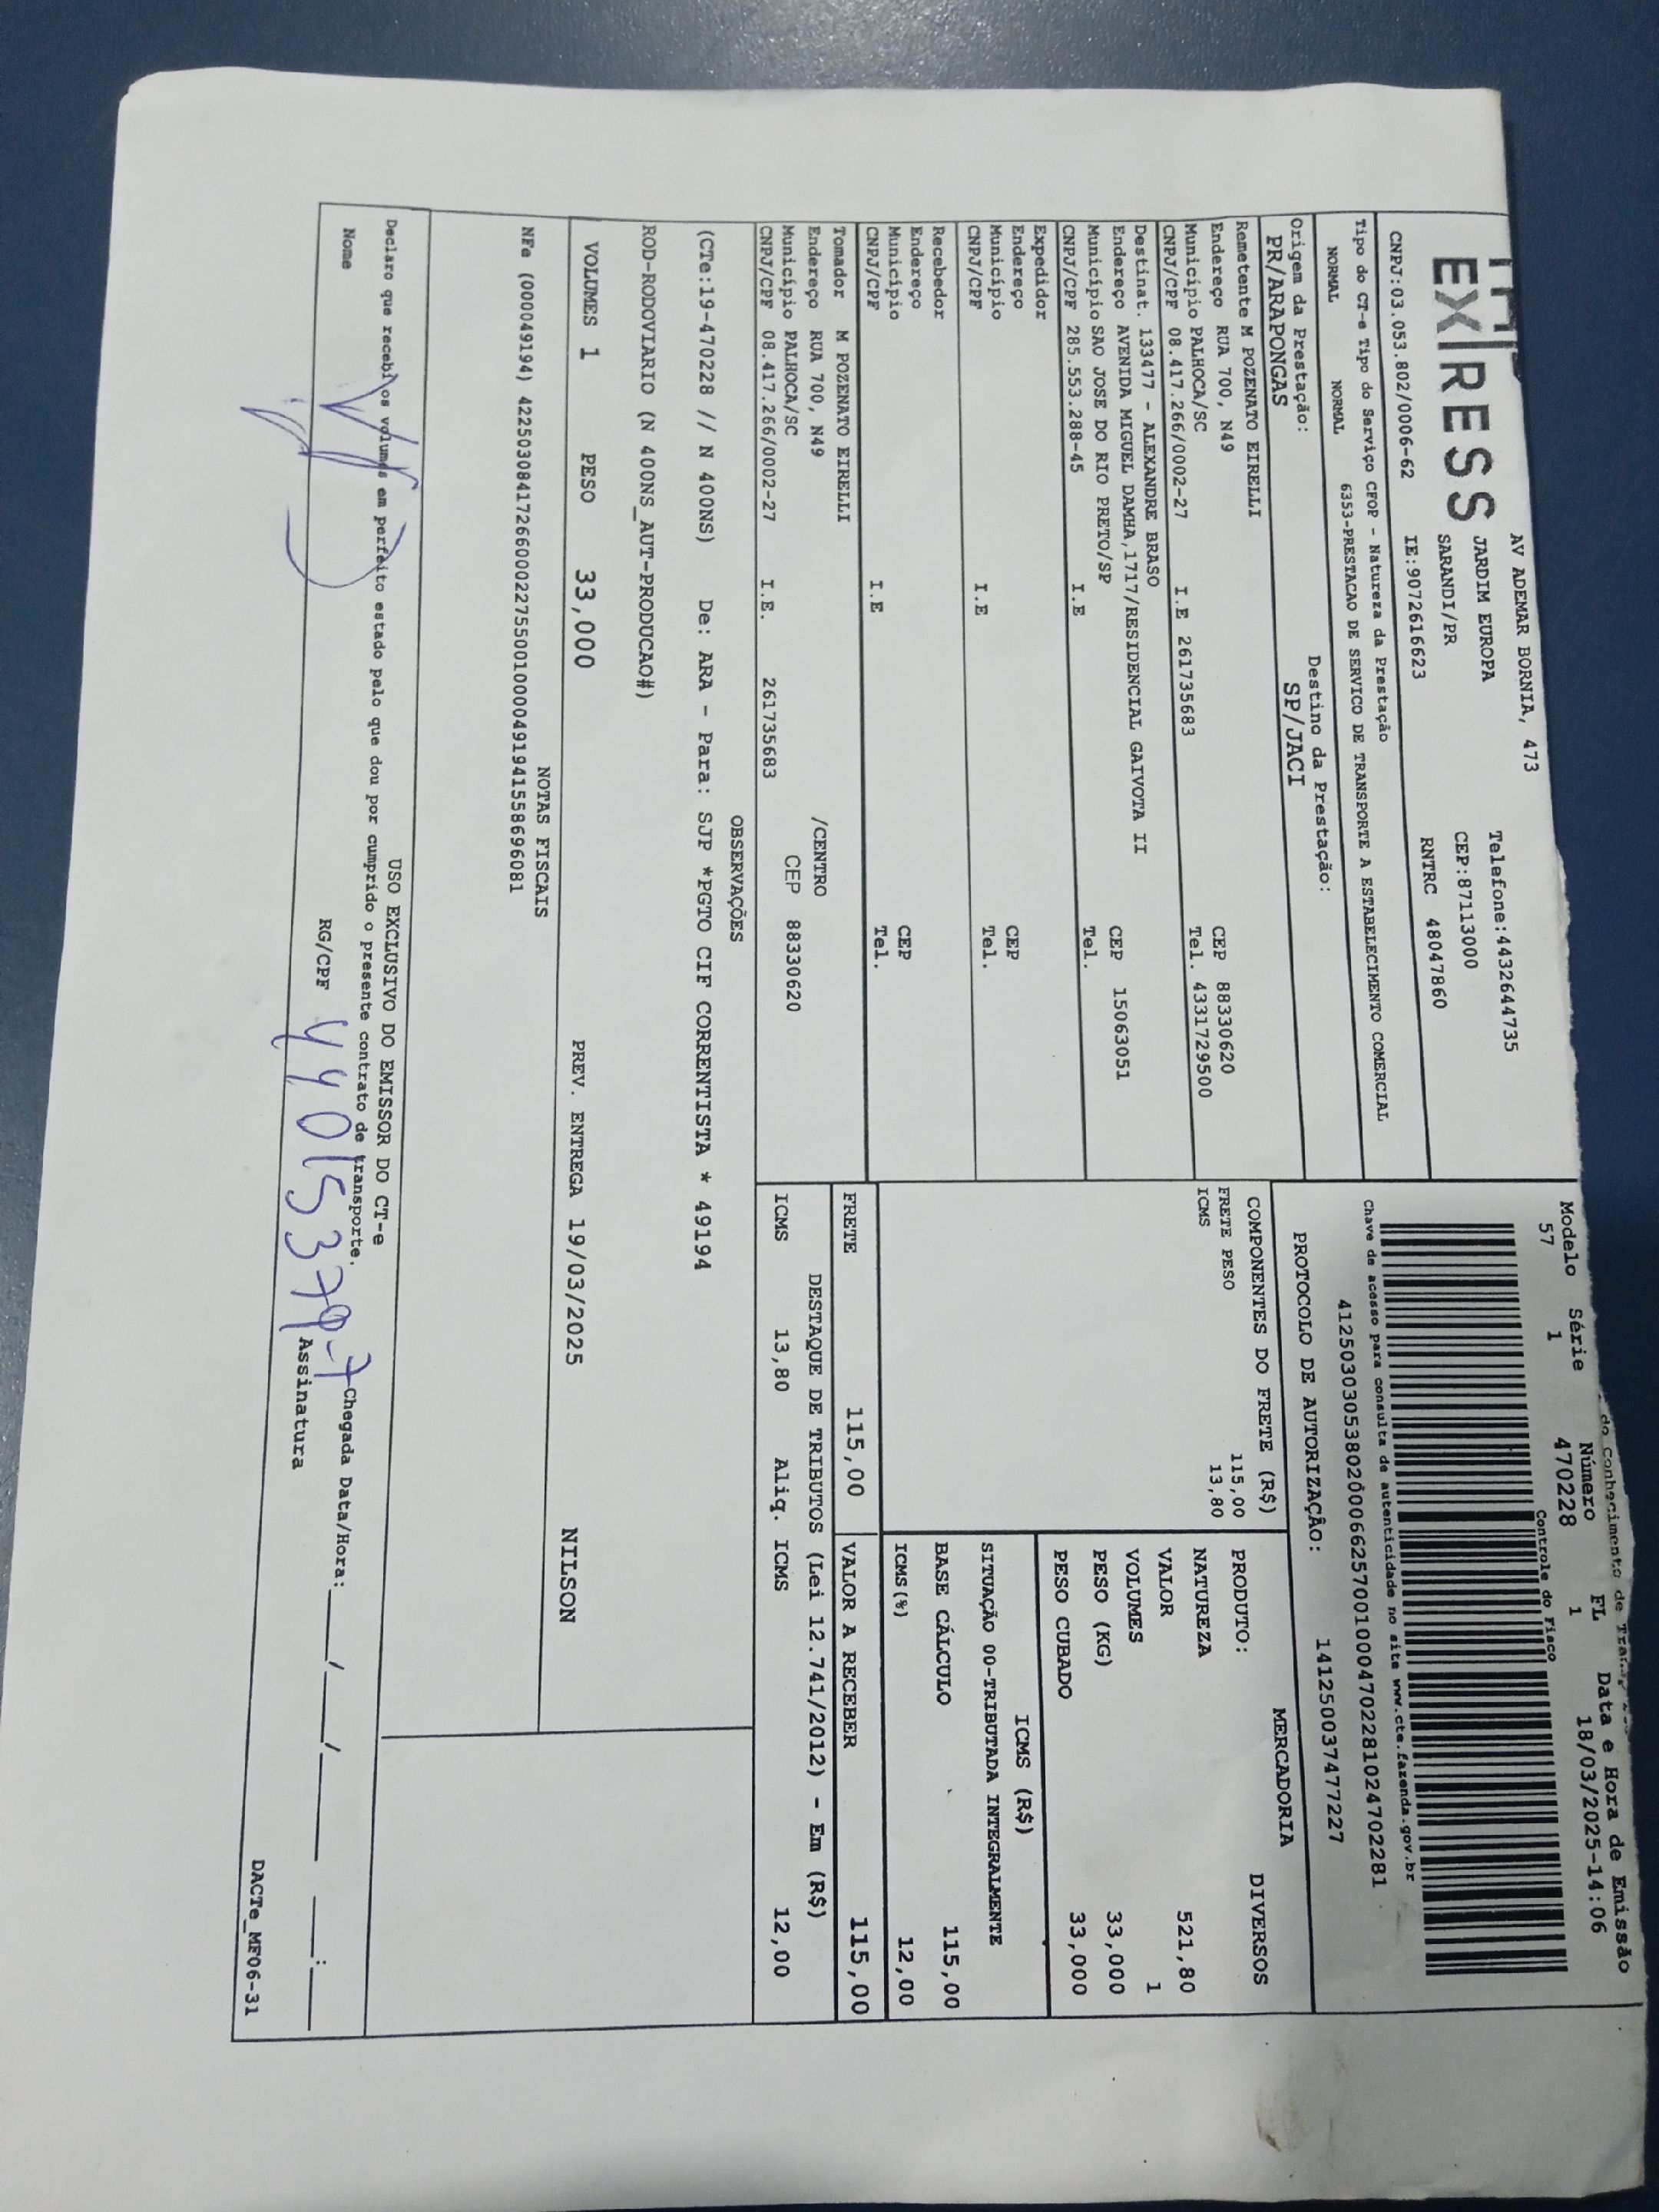 EXPRESS
AV ADEMAR BORNIA, 473
JARDIM EUROPA
SARANDI/PR
Telefone:4432644735
CEP:87113000
CNPJ:03.053.802/0006-62 IE:9072616623 RNTRC 48047860
Tipo do CT-e Tipo do Serviço CFOP - Natureza da Prestação
NORMAL NORMAL 6353-PRESTACAO DE SERVICO DE TRANSPORTE A ESTABELECIMENTO COMERCIAL
Origem da Prestação: Destino da Prestação:
PR/ARAPONGAS SP/JACI
do Conhecimento de
Modelo Série Número FL Data e Hora de Emissão
57 1 470228 1 18/03/2025-14:06
Controle do Fisco
Chave de acesso para consulta de autenticidade no site www.cte.fazenda.gov.br
41250303053802000662570010004702281024702281
PROTOCOLO DE AUTORIZAÇÃO: 141250037477227
Remetente M POZENATO EIRELLI
Endereço RUA 700, N49 CEP 88330620
Município PALHOCA/SC Tel. 4331729500
CNPJ/CPF 08.417.266/0002-27 I.E 261735683
Destinat. 133477 - ALEXANDRE BRASO
Endereço AVENIDA MIGUEL DAMHA,1717/RESIDENCIAL GAIVOTA II CEP 15063051
Município SAO JOSE DO RIO PRETO/SP Tel.
CNPJ/CPF 285.553.288-45 I.E
Expedidor
Endereço CEP
Município Tel.
CNPJ/CPF I.E
Recebedor
Endereço CEP
Município Tel.
CNPJ/CPF I.E
Tomador M POZENATO EIRELLI
Endereço RUA 700, N49 /CENTRO
Município PALHOCA/SC CEP 88330620
CNPJ/CPF 08.417.266/0002-27 I.E. 261735683
COMPONENTES DO FRETE (R$)
FRETE PESO 115,00
ICMS 13,80
MERCADORIA
PRODUTO: DIVERSOS
NATUREZA
VALOR 521,80
VOLUMES 1
PESO (KG) 33,000
PESO CUBADO 33,000
ICMS (R$)
SITUAÇÃO 00-TRIBUTADA INTEGRALMENTE
BASE CÁLCULO 115,00
ICMS(%) 12,00
FRETE 115,00 VALOR A RECEBER 115,00
DESTAQUE DE TRIBUTOS (Lei 12.741/2012) - Em (R$)
ICMS 13,80 Aliq. ICMS 12,00
OBSERVAÇÕES
(CTe:19-470228 // N 400NS) De: ARA - Para: SJP *PGTO CIF CORRENTISTA * 49194
ROD-RODOVIARIO (N 400NS_AUT-PRODUCAO#)
VOLUMES 1 PESO 33,000 PREV. ENTREGA 19/03/2025 NILSON
NOTAS FISCAIS
NFe (000049194) 42250308417266000227550010000491941558696081
USO EXCLUSIVO DO EMISSOR DO CT-e
Declaro que recebi os volumes em perfeito estado pelo que dou por cumprido o presente contrato de transporte.
Nome RG/CPF Assinatura Chegada Data/Hora:___/___/____ ___:___
DACTe_MF06-31